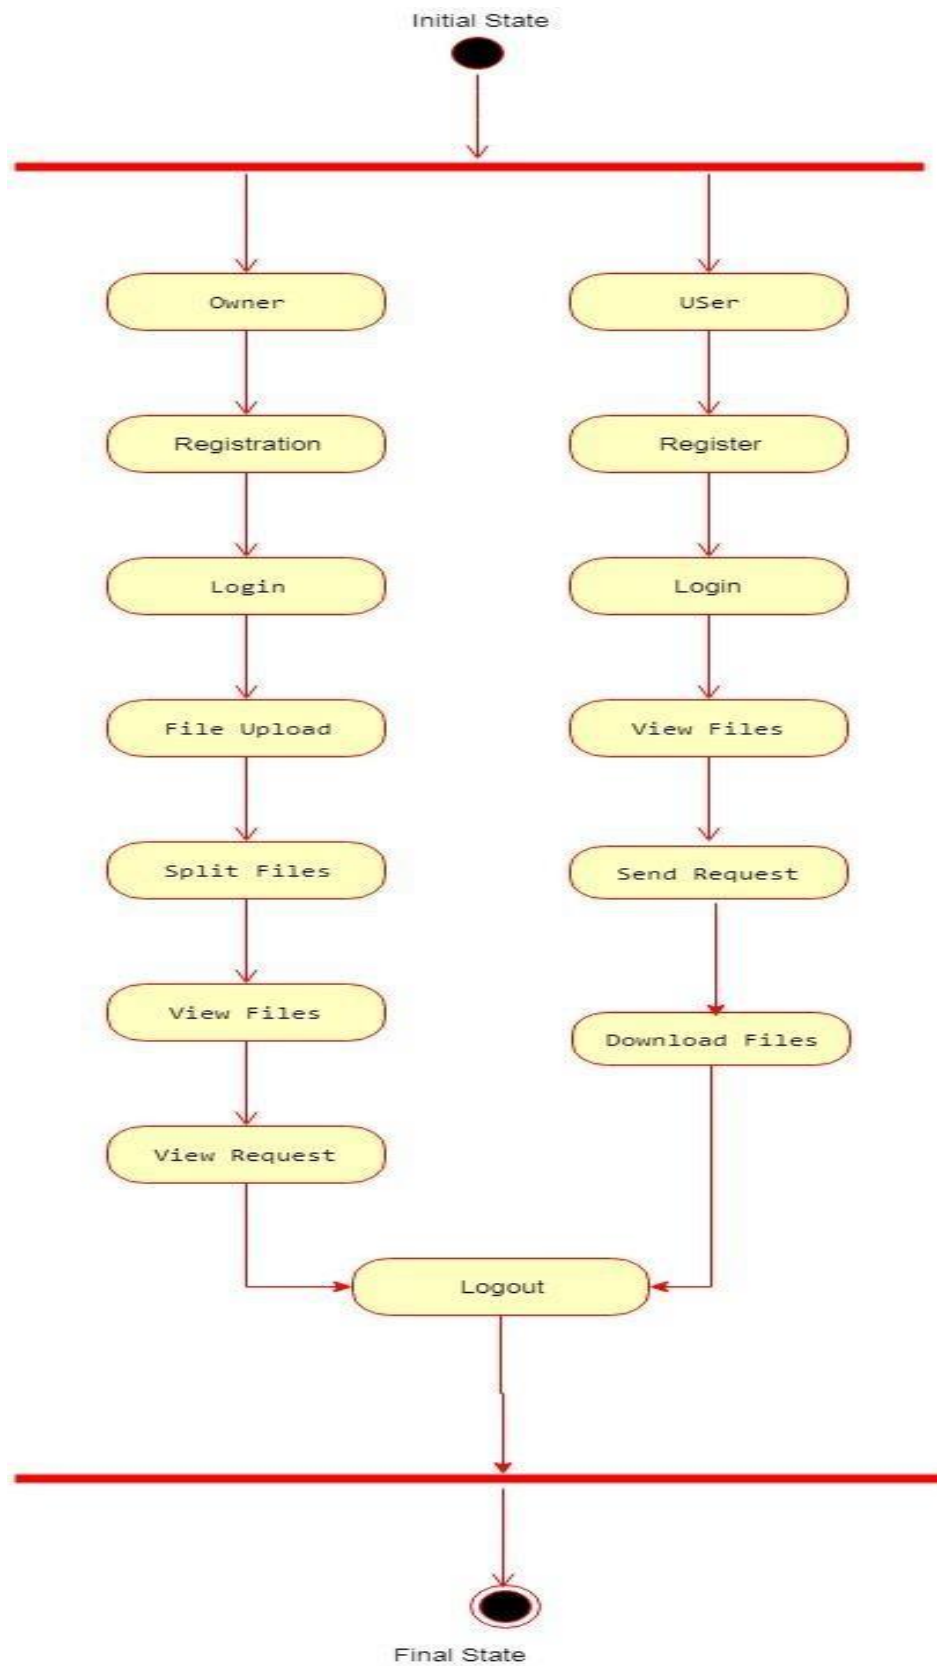 Initial State
Owner
USer
Registration
Register
Login
Login
File Upload
View Files
Split Files
Send Request
View Files
Download Files
View Request
Logout
Final State